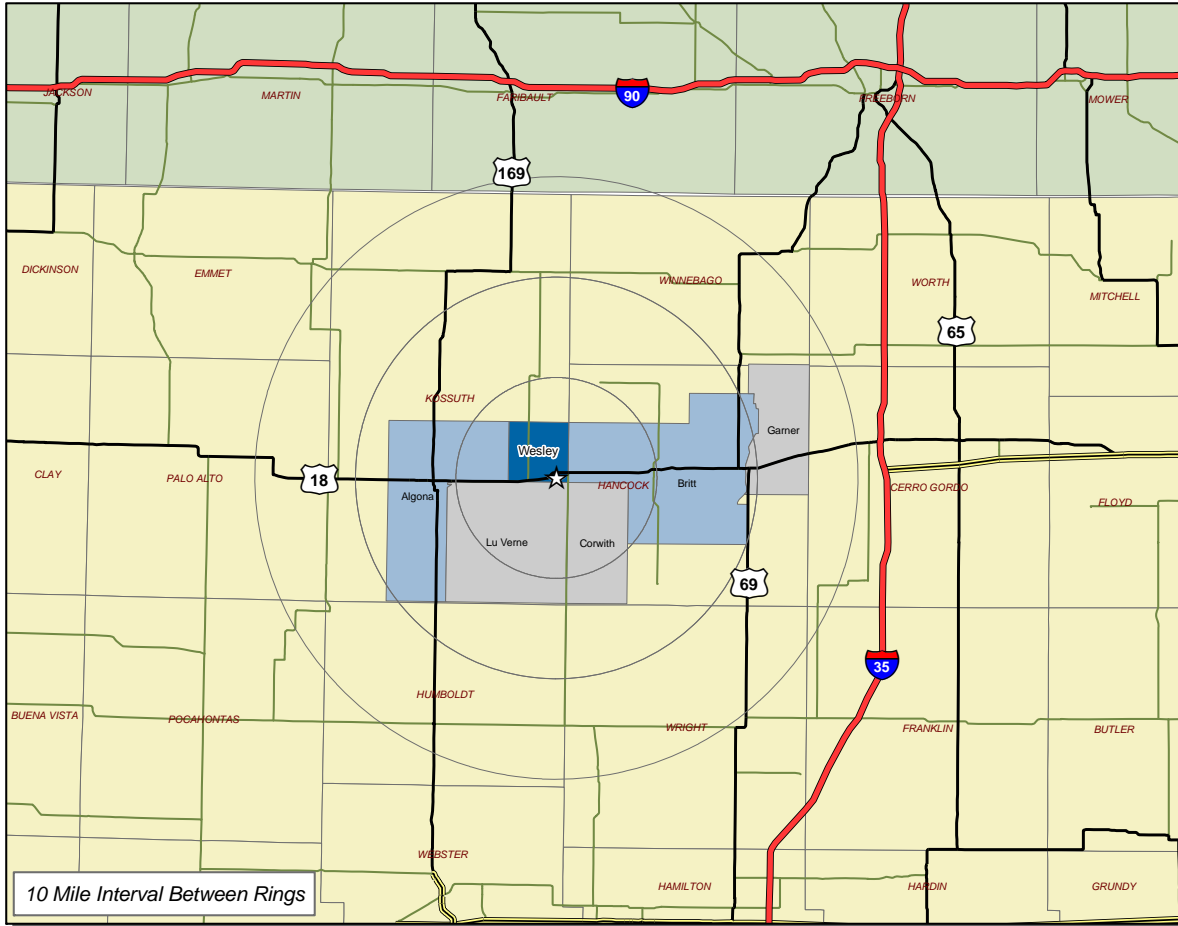 JACKSON
MARTIN
FARIBAULT
90
FREEBORN
MOWER
169
DICKINSON
EMMET
WINNEBAGO
WORTH
MITCHELL
65
KOSSUTH
Garner
Wesley
CLAY
PALO ALTO
18
Algona
HANCOCK
Britt
CERRO GORDO
FLOYD
Lu Verne
Corwith
69
35
HUMBOLDT
BUENA VISTA
POCAHONTAS
WRIGHT
FRANKLIN
BUTLER
WEBSTER
10 Mile Interval Between Rings
HAMILTON
HARDIN
GRUNDY